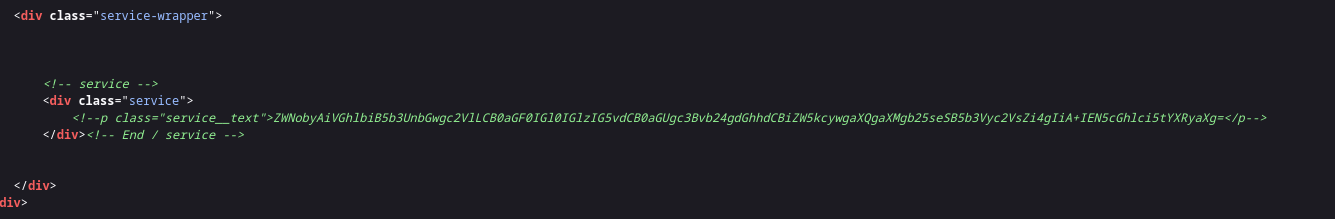 <div class="service-wrapper">
<!-- service -->
<div class="service">
<!--p class="service__text">ZWNobyAiVGhlbiB5b3UnbGwgc2VlLCB0aGF0IGl0IGlzIG5vdCB0aGUgc3Bvb24gdGhhdCBiZW5kcywgaXQgaXMgb25seSB5b3Vyc2VsZi4gIiA+IEN5cGhlci5tYXRyaXg=</p-->
</div><!-- End / service -->
</div>
div>